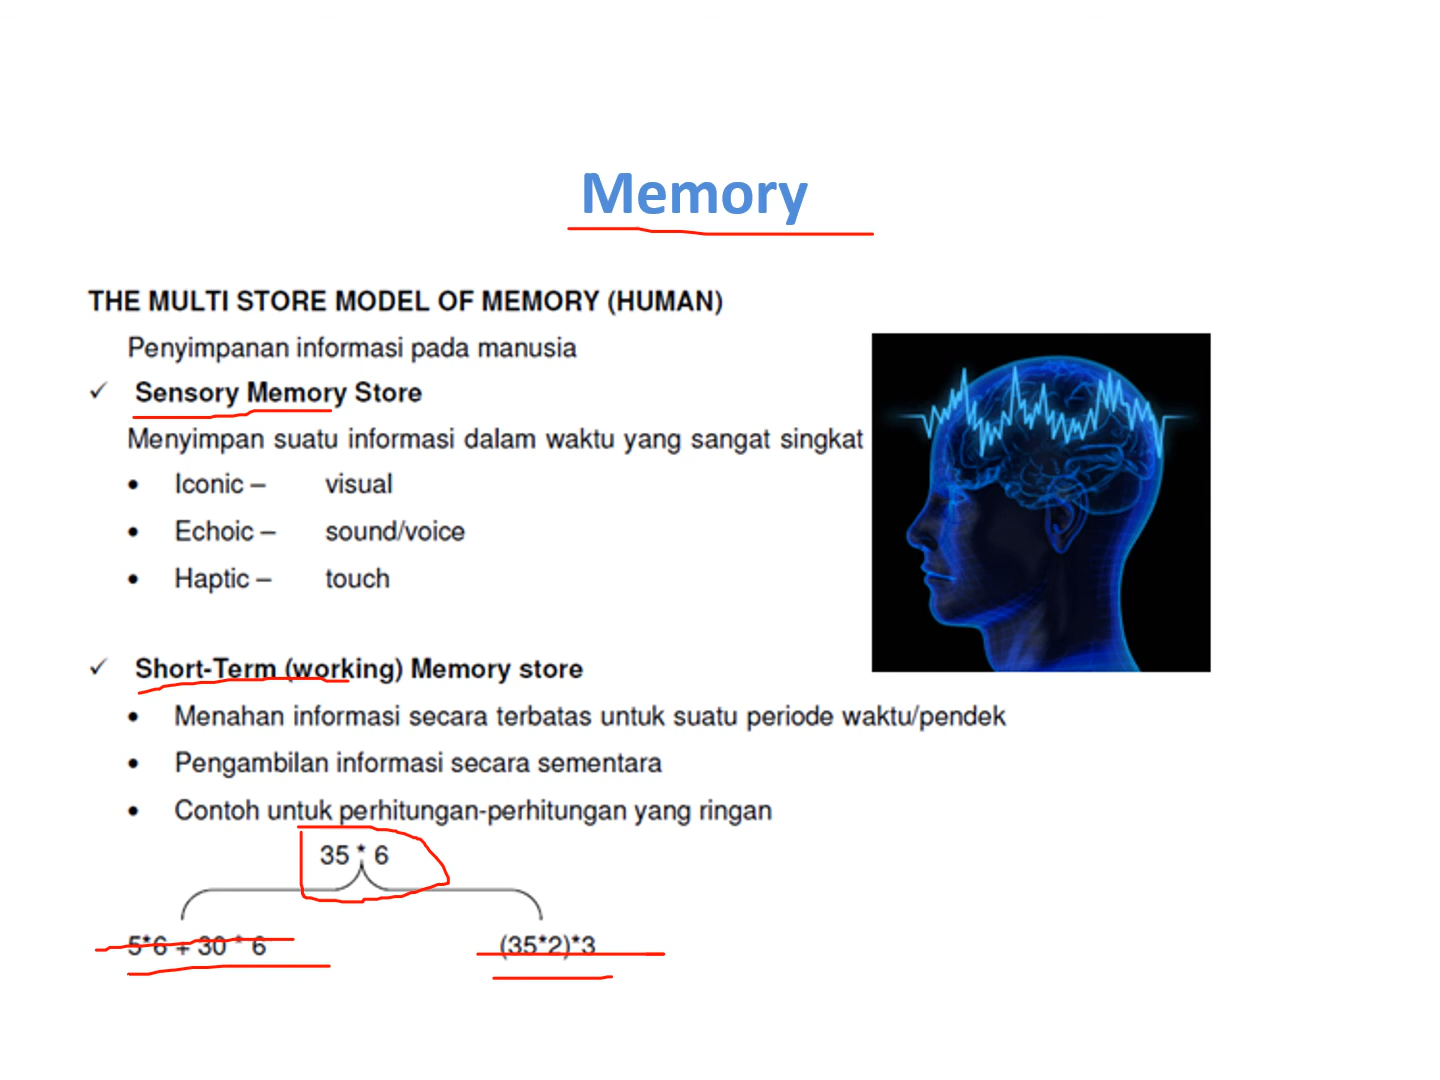 Memory
THE MULTI STORE MODEL OF MEMORY (HUMAN)
Penyimpanan informasi pada manusia
✓ Sensory Memory Store
Menyimpan suatu informasi dalam waktu yang sangat singkat
• Iconic – visual
• Echoic – sound/voice
• Haptic – touch
✓ Short-Term (working) Memory store
• Menahan informasi secara terbatas untuk suatu periode waktu/pendek
• Pengambilan informasi secara sementara
• Contoh untuk perhitungan-perhitungan yang ringan
35 * 6
5*6 + 30 * 6 (35*2)*3